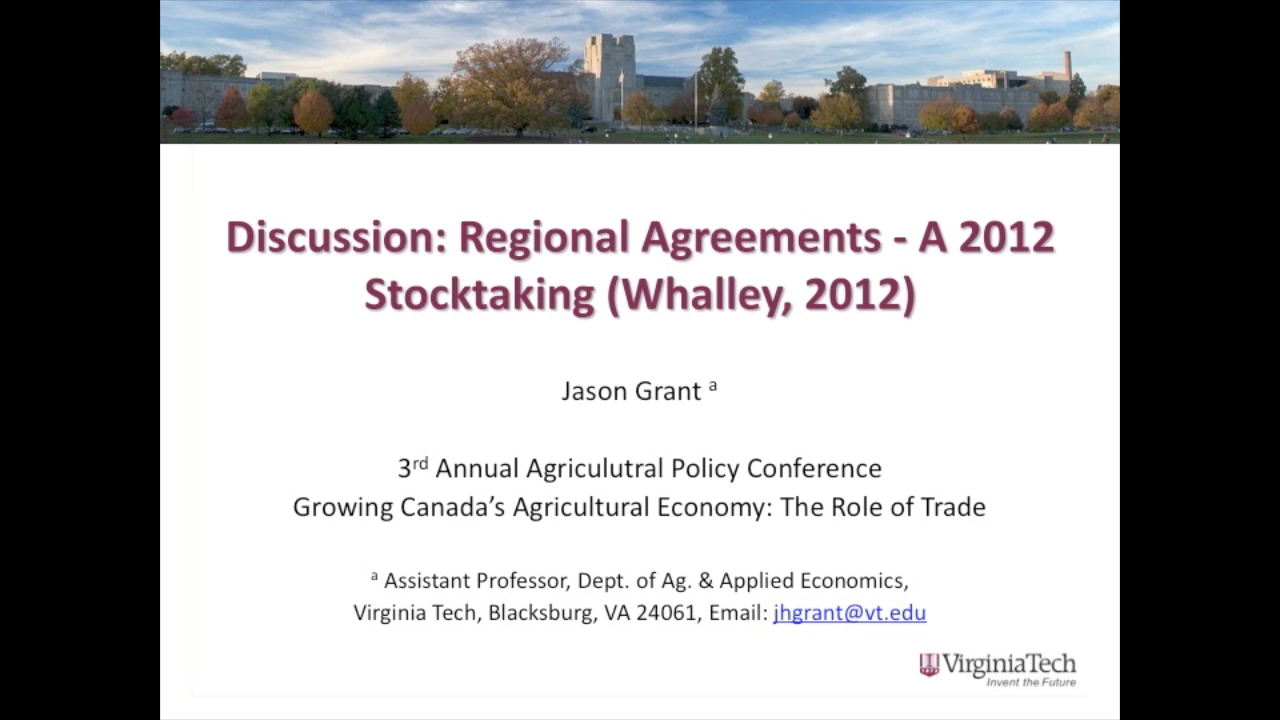 Discussion: Regional Agreements - A 2012
Stocktaking (Whalley, 2012)
Jason Grant a
3rd Annual Agriculutral Policy Conference
Growing Canada’s Agricultural Economy: The Role of Trade
a Assistant Professor, Dept. of Ag. & Applied Economics,
Virginia Tech, Blacksburg, VA 24061, Email: jhgrant@vt.edu
VirginiaTech
Invent the Future